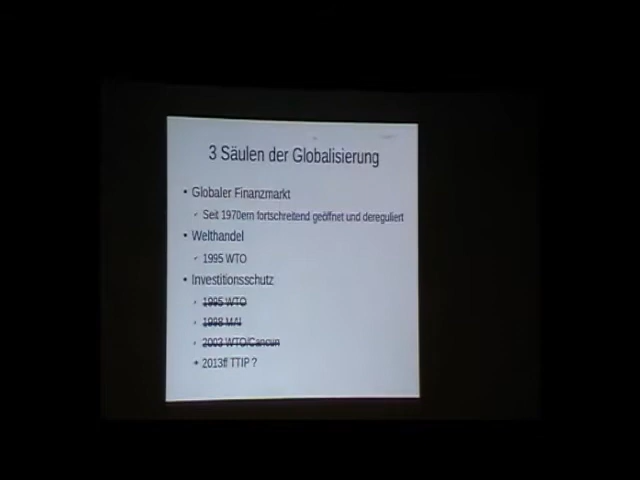 3 Säulen der Globalisierung
• Globaler Finanzmarkt
✓ Seit 1970ern fortschreitend geöffnet und dereguliert
• Welthandel
✓ 1995 WTO
• Investitionsschutz
1995 WTO
1998 MAI
2003 WTO/Cancun
2013ff TTIP ?